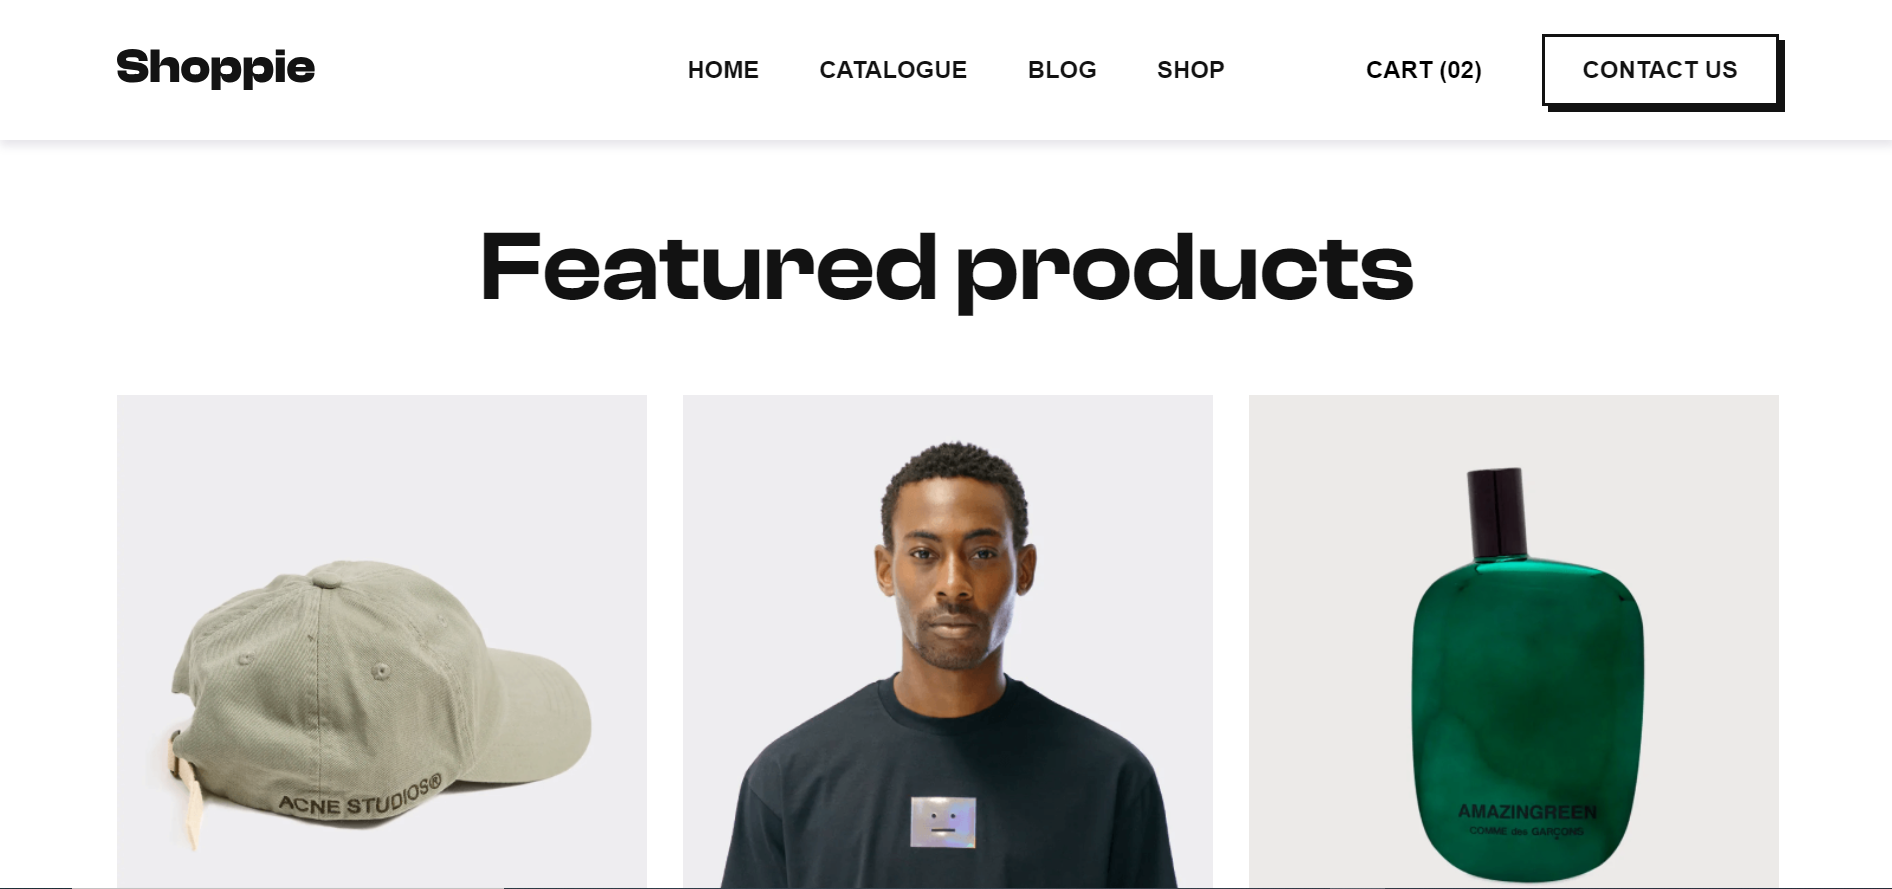 Shoppie
HOME CATALOGUE BLOG SHOP CART (02) CONTACT US
Featured products
ACNE STUDIOS®
AMAZINGREEN
COMME des GARÇONS